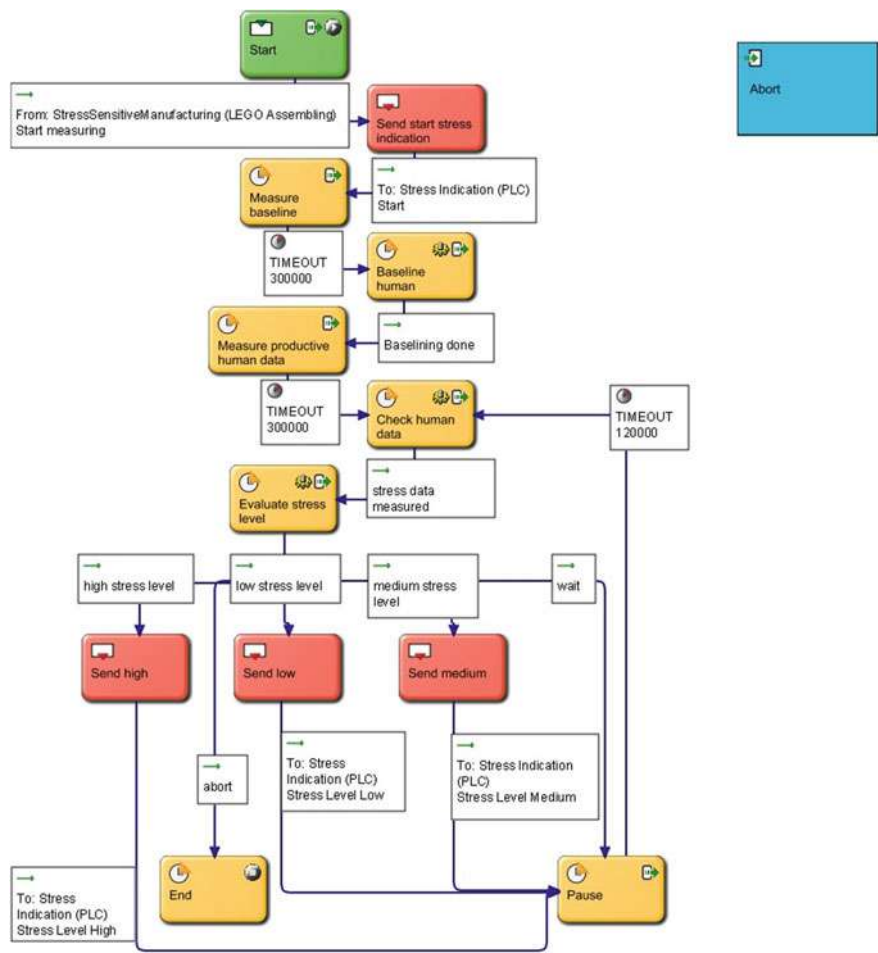 Start
Abort
From: StressSensitiveManufacturing (LEGO Assembling)
Start measuring
Send start stress
indication
Measure
baseline
To: Stress Indication (PLC)
Start
TIMEOUT
300000
Baseline
human
Measure productive
human data
Baselining done
TIMEOUT
300000
Check human
data
TIMEOUT
120000
Evaluate stress
level
stress data
measured
high stress level
low stress level
medium stress
level
wait
Send high
Send low
Send medium
abort
To: Stress
Indication (PLC)
Stress Level Low
To: Stress Indication
(PLC)
Stress Level Medium
To: Stress
Indication (PLC)
Stress Level High
End
Pause